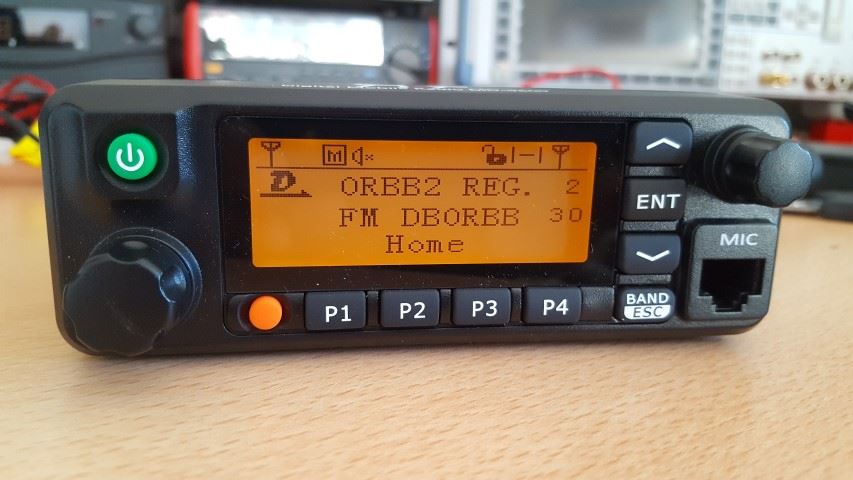 M
D. ORBB2 REG. 2
FM DB0RBB 30
Home
ENT
MIC
P1 P2 P3 P4
BAND
ESC